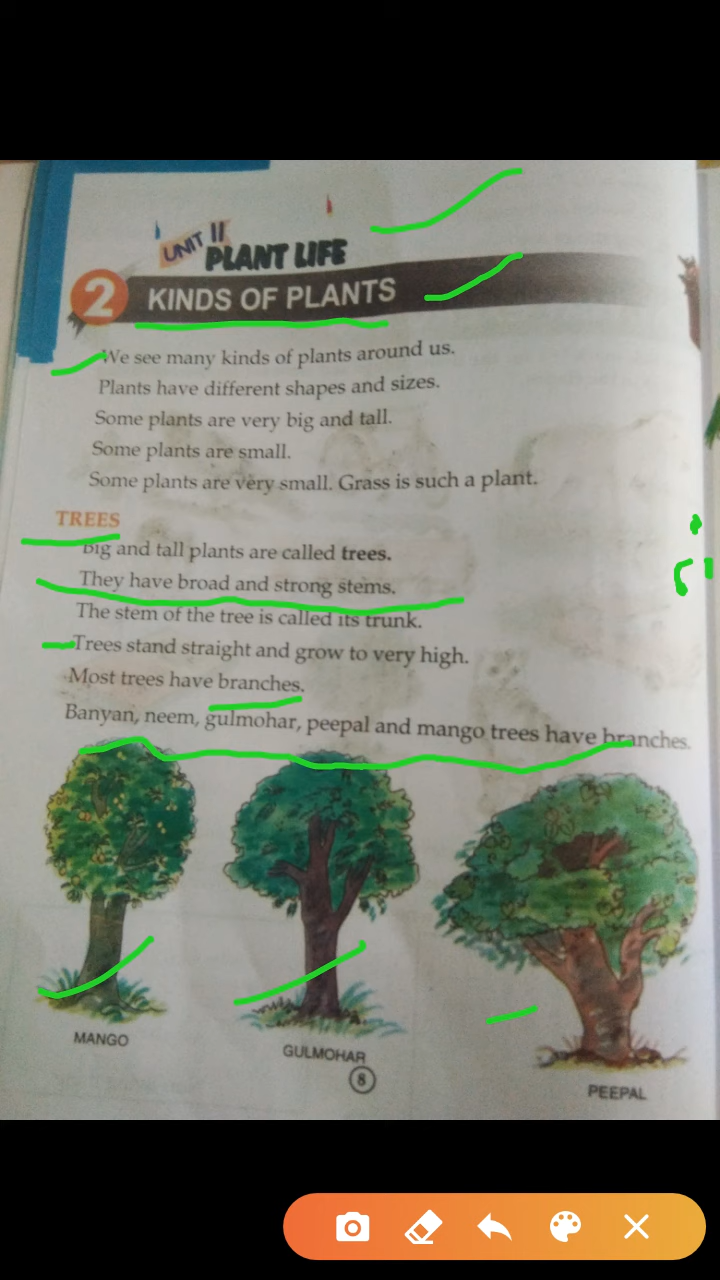 UNIT II
PLANT LIFE
2 KINDS OF PLANTS
We see many kinds of plants around us.
Plants have different shapes and sizes.
Some plants are very big and tall.
Some plants are small.
Some plants are very small. Grass is such a plant.
TREES
Big and tall plants are called trees.
They have broad and strong stems.
The stem of the tree is called its trunk.
Trees stand straight and grow to very high.
Most trees have branches.
Banyan, neem, gulmohar, peepal and mango trees have branches.
MANGO
GULMOHAR
PEEPAL
8